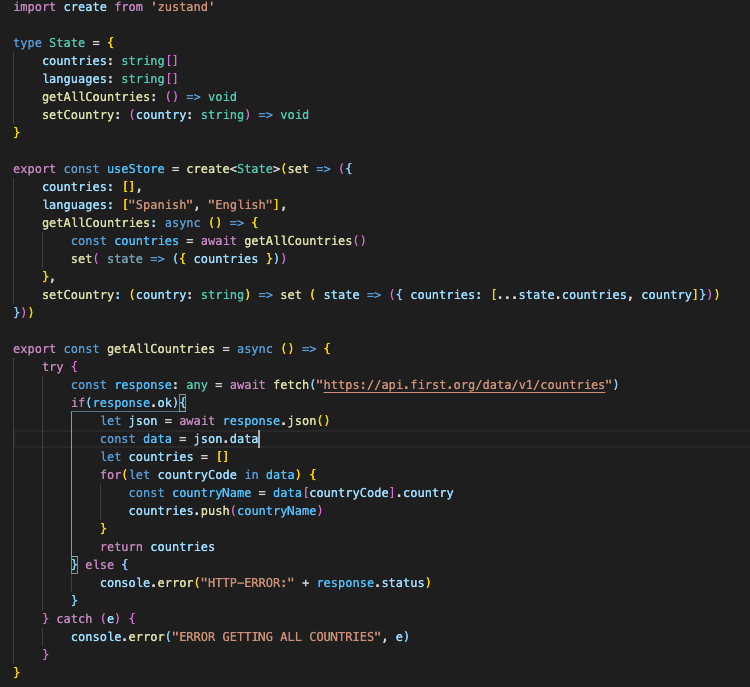 import create from 'zustand'
type State = {
countries: string[]
languages: string[]
getAllCountries: () => void
setCountry: (country: string) => void
}
export const useStore = create<State>(set => ({
countries: [],
languages: ["Spanish", "English"],
getAllCountries: async () => {
const countries = await getAllCountries()
set( state => ({ countries }))
},
setCountry: (country: string) => set ( state => ({ countries: [...state.countries, country]}))
}))
export const getAllCountries = async () => {
try {
const response: any = await fetch("https://api.first.org/data/v1/countries")
if(response.ok){
let json = await response.json()
const data = json.data
let countries = []
for(let countryCode in data) {
const countryName = data[countryCode].country
countries.push(countryName)
}
return countries
} else {
console.error("HTTP-ERROR:" + response.status)
}
} catch (e) {
console.error("ERROR GETTING ALL COUNTRIES", e)
}
}